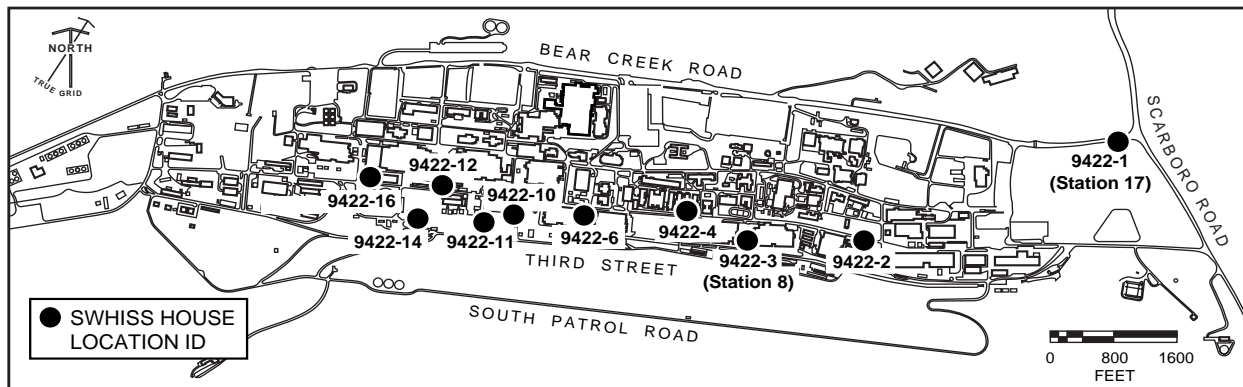 NORTH
TRUE GRID
BEAR CREEK ROAD
SCARBORO ROAD
9422-1
(Station 17)
9422-12
9422-16
9422-10
9422-14
9422-11
9422-6
9422-4
9422-3
(Station 8)
9422-2
THIRD STREET
SOUTH PATROL ROAD
SWHISS HOUSE
LOCATION ID
0 800 1600
FEET